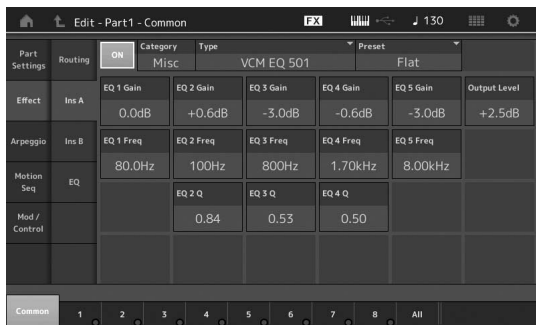 Edit - Part1 - Common FX ♩ 130
Part Settings Routing ON Category Misc Type VCM EQ 501 Preset Flat
Effect Ins A EQ 1 Gain EQ 2 Gain EQ 3 Gain EQ 4 Gain EQ 5 Gain Output Level
0.0dB +0.6dB -3.0dB -0.6dB -3.0dB +2.5dB
Arpeggio Ins B EQ 1 Freq EQ 2 Freq EQ 3 Freq EQ 4 Freq EQ 5 Freq
80.0Hz 100Hz 800Hz 1.70kHz 8.00kHz
Motion Seq EQ
EQ 2 Q EQ 3 Q EQ 4 Q
Mod / Control 0.84 0.53 0.50
Common 1 2 3 4 5 6 7 8 All